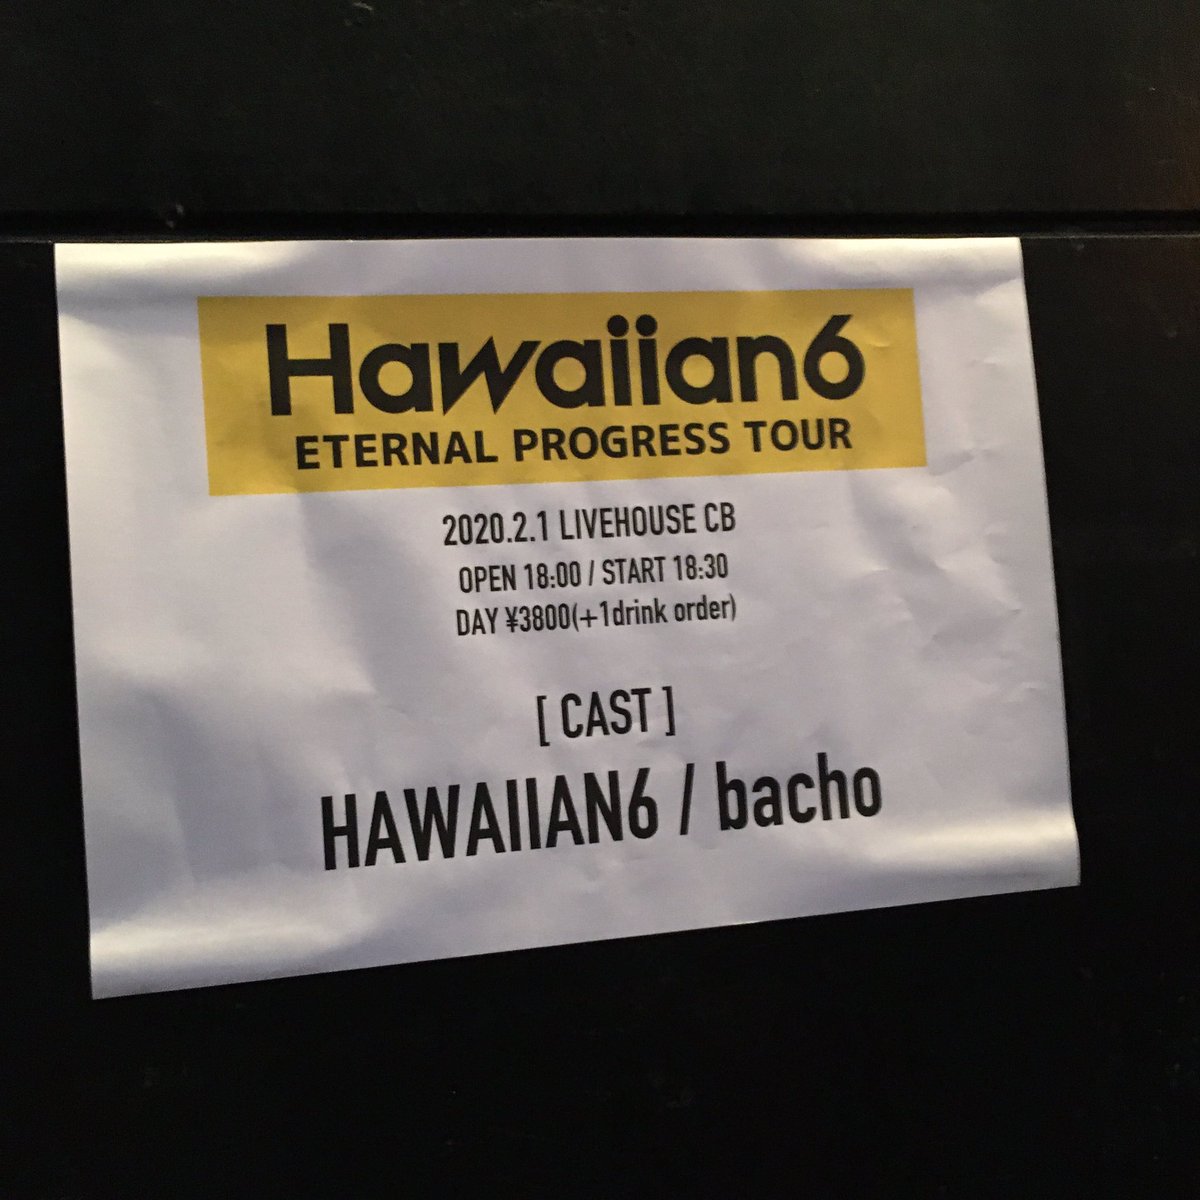 Hawaiian6
ETERNAL PROGRESS TOUR
2020.2.1 LIVEHOUSE CB
OPEN 18:00 / START 18:30
DAY ¥3800(+1drink order)
[ CAST ]
HAWAIIAN6 / bacho